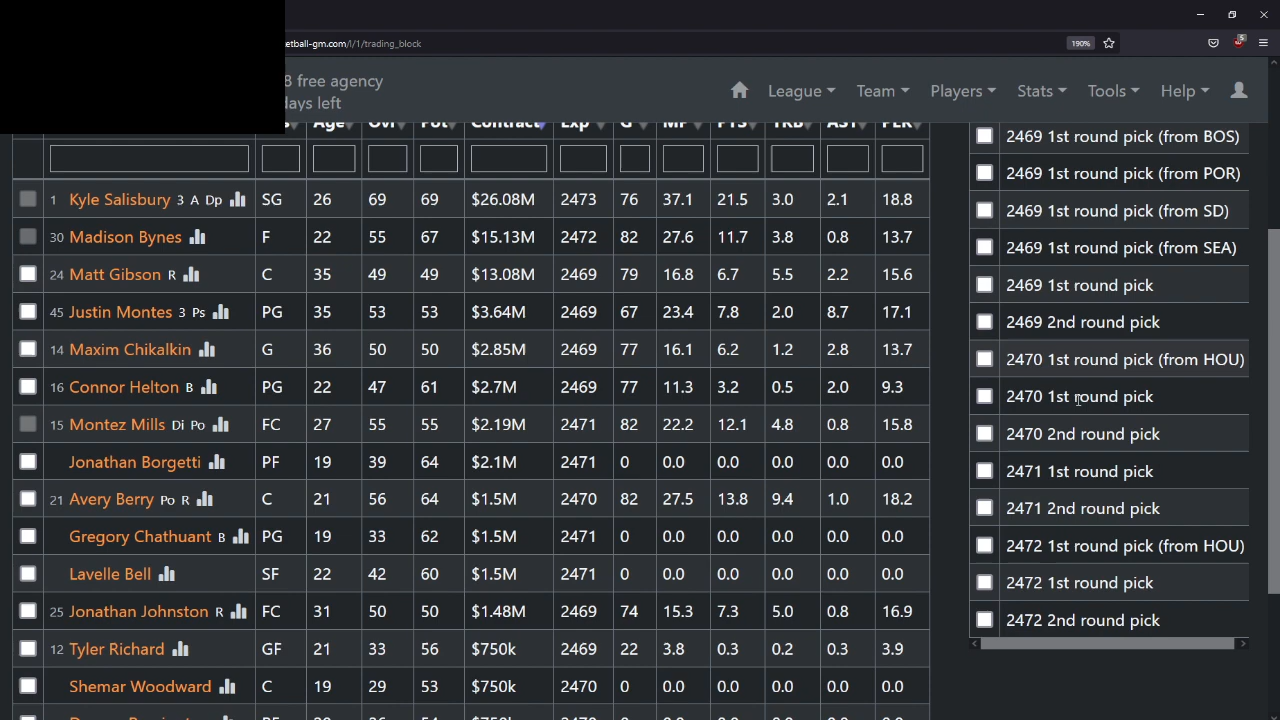 etball-gm.com/l/1/trading_block
190%
8 free agency
days left
League Team Players Stats Tools Help
Age Ovr Pot Contract Exp G MP PTS TRB AST PER
1 Kyle Salisbury 3 A Dp SG 26 69 69 $26.08M 2473 76 37.1 21.5 3.0 2.1 18.8
30 Madison Bynes F 22 55 67 $15.13M 2472 82 27.6 11.7 3.8 0.8 13.7
24 Matt Gibson R C 35 49 49 $13.08M 2469 79 16.8 6.7 5.5 2.2 15.6
45 Justin Montes 3 Ps PG 35 53 53 $3.64M 2469 67 23.4 7.8 2.0 8.7 17.1
14 Maxim Chikalkin G 36 50 50 $2.85M 2469 77 16.1 6.2 1.2 2.8 13.7
16 Connor Helton B PG 22 47 61 $2.7M 2469 77 11.3 3.2 0.5 2.0 9.3
15 Montez Mills Di Po FC 27 55 55 $2.19M 2471 82 22.2 12.1 4.8 0.8 15.8
Jonathan Borgetti PF 19 39 64 $2.1M 2471 0 0.0 0.0 0.0 0.0 0.0
21 Avery Berry Po R C 21 56 64 $1.5M 2470 82 27.5 13.8 9.4 1.0 18.2
Gregory Chathuant B PG 19 33 62 $1.5M 2471 0 0.0 0.0 0.0 0.0 0.0
Lavelle Bell SF 22 42 60 $1.5M 2471 0 0.0 0.0 0.0 0.0 0.0
25 Jonathan Johnston R FC 31 50 50 $1.48M 2469 74 15.3 7.3 5.0 0.8 16.9
12 Tyler Richard GF 21 33 56 $750k 2469 22 3.8 0.3 0.2 0.3 3.9
Shemar Woodward C 19 29 53 $750k 2470 0 0.0 0.0 0.0 0.0 0.0
2469 1st round pick (from BOS)
2469 1st round pick (from POR)
2469 1st round pick (from SD)
2469 1st round pick (from SEA)
2469 1st round pick
2469 2nd round pick
2470 1st round pick (from HOU)
2470 1st round pick
2470 2nd round pick
2471 1st round pick
2471 2nd round pick
2472 1st round pick (from HOU)
2472 1st round pick
2472 2nd round pick